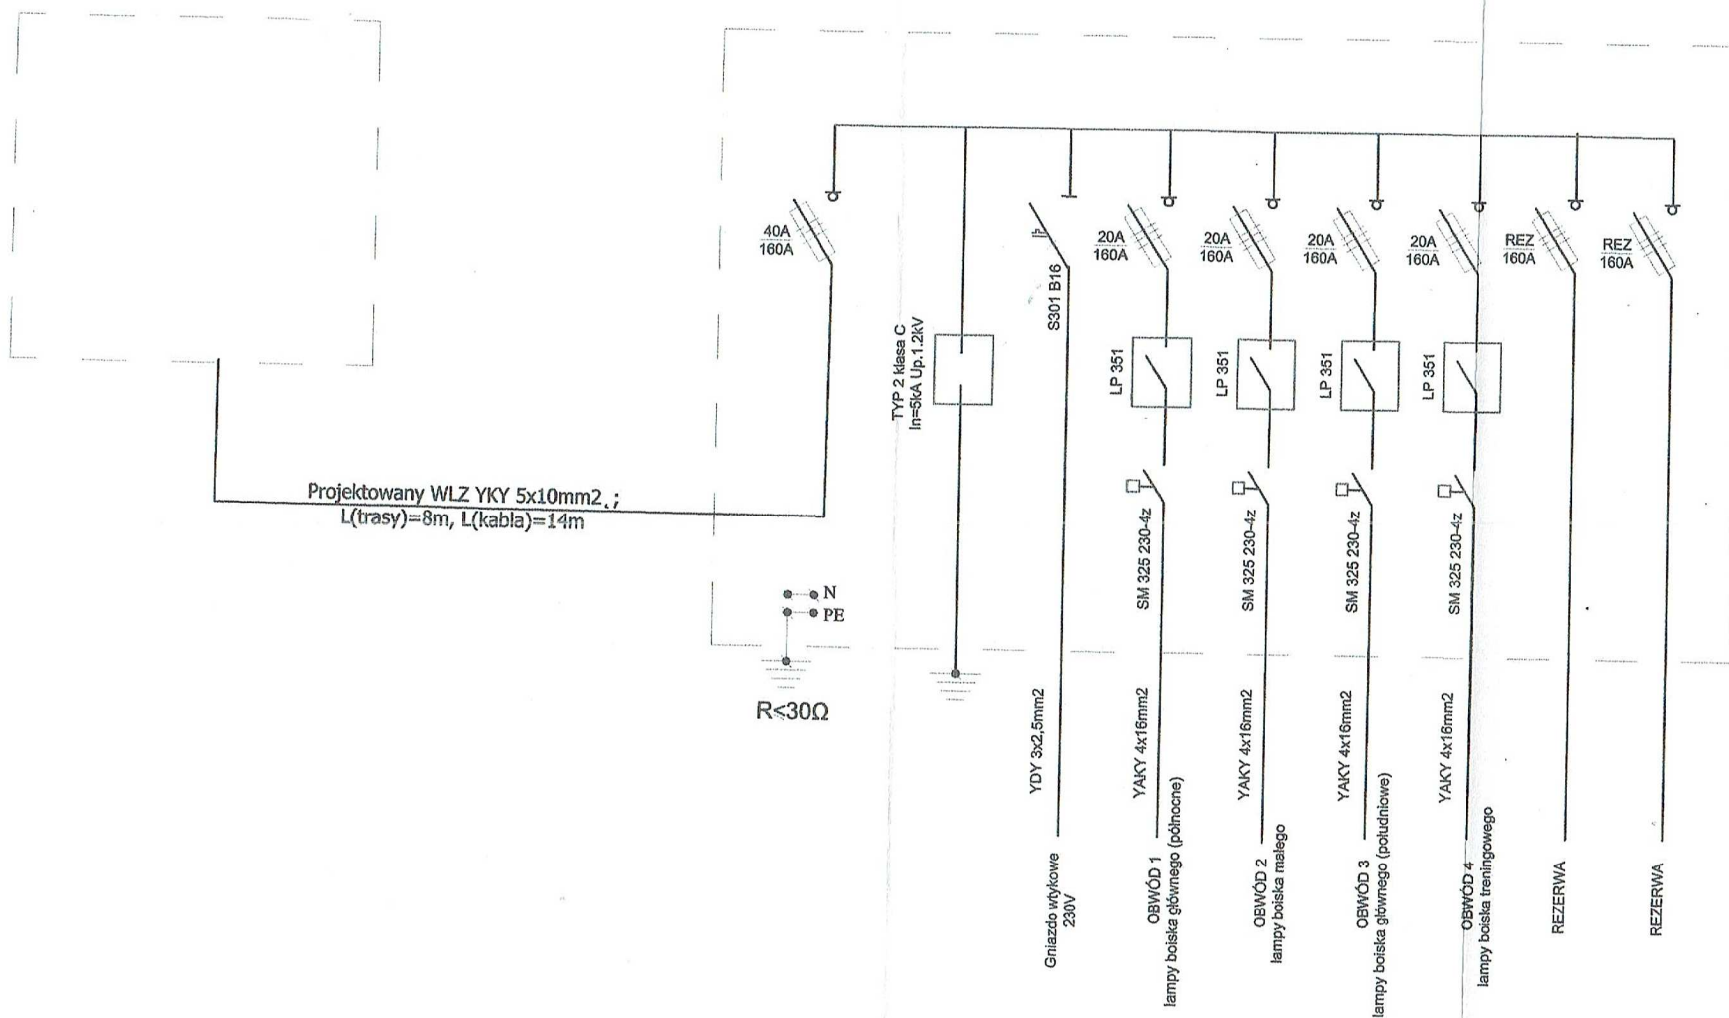 40A
160A
TYP 2 klasa C
In=5kA Up.1.2kV
S301 B16
20A
160A
20A
160A
20A
160A
20A
160A
REZ
160A
REZ
160A
LP 351
LP 351
LP 351
LP 351
Projektowany WLZ YKY 5x10mm2.;
L(trasy)=8m, L(kabla)=14m
SM 325 230-4z
SM 325 230-4z
SM 325 230-4z
SM 325 230-4z
N
PE
R<30Ω
YDY 3x2,5mm2
YAKY 4x16mm2
YAKY 4x16mm2
YAKY 4x16mm2
YAKY 4x16mm2
Gniazdo wtykowe
230V
OBWÓD 1
lampy boiska głównego (północne)
OBWÓD 2
lampy boiska małego
OBWÓD 3
lampy boiska głównego (południowe)
OBWÓD 4
lampy boiska treningowego
REZERWA
REZERWA